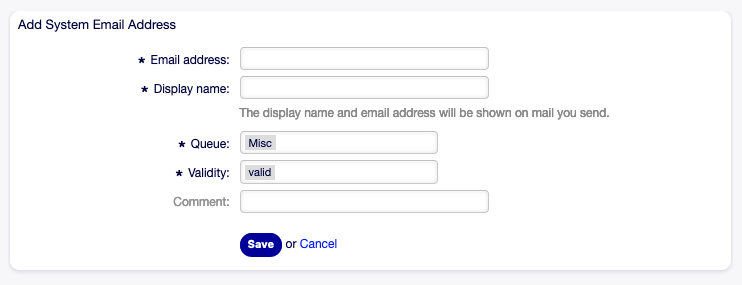 Add System Email Address
* Email address:
* Display name:
The display name and email address will be shown on mail you send.
* Queue: Misc
* Validity: valid
Comment:
Save or Cancel